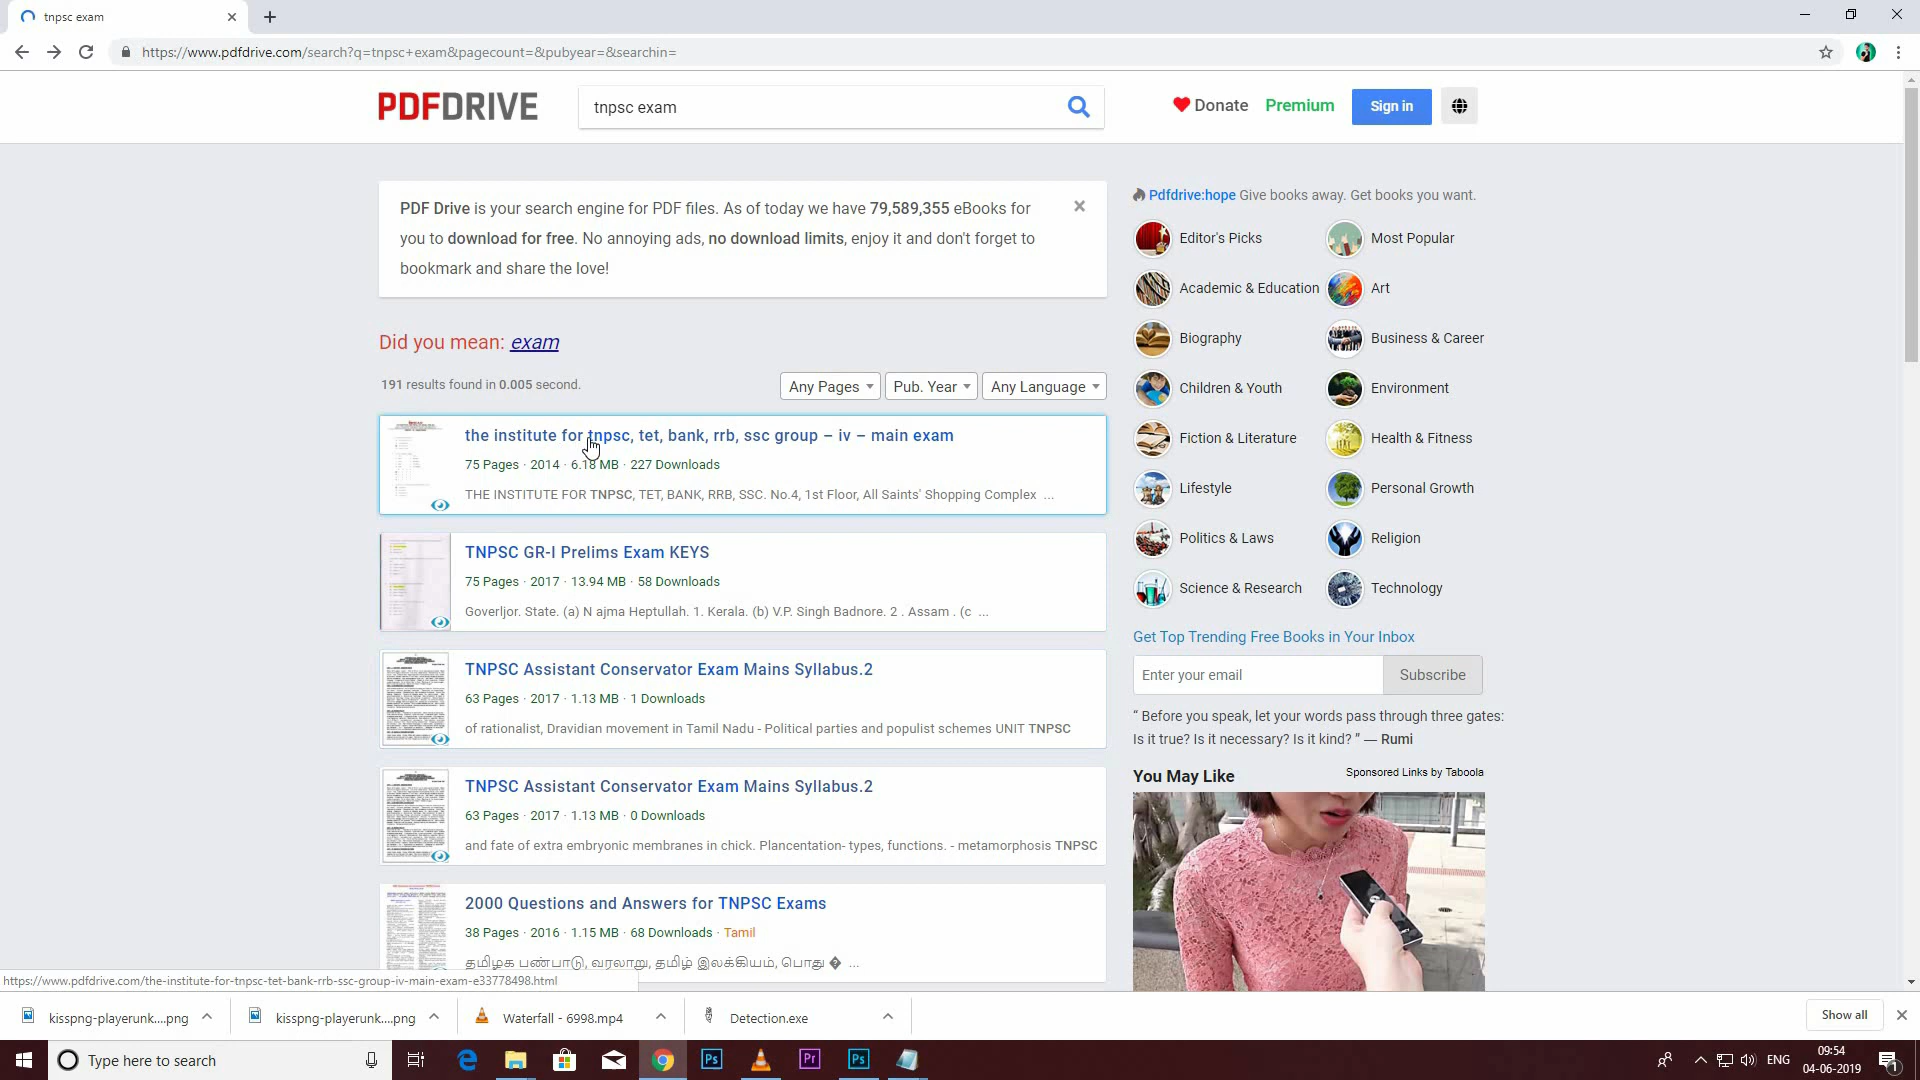 tnpsc exam
https://www.pdfdrive.com/search?q=tnpsc+exam&pagecount=&pubyear=&searchin=
PDFDRIVE
tnpsc exam
Donate Premium Sign in
PDF Drive is your search engine for PDF files. As of today we have 79,589,355 eBooks for
you to download for free. No annoying ads, no download limits, enjoy it and don't forget to
bookmark and share the love!
Did you mean: exam
191 results found in 0.005 second.
Any Pages Pub. Year Any Language
the institute for tnpsc, tet, bank, rrb, ssc group – iv – main exam
75 Pages · 2014 · 6.18 MB · 227 Downloads
THE INSTITUTE FOR TNPSC, TET, BANK, RRB, SSC. No.4, 1st Floor, All Saints' Shopping Complex ...
TNPSC GR-I Prelims Exam KEYS
75 Pages · 2017 · 13.94 MB · 58 Downloads
Goverljor. State. (a) N ajma Heptullah. 1. Kerala. (b) V.P. Singh Badnore. 2 . Assam . (c ...
TNPSC Assistant Conservator Exam Mains Syllabus.2
63 Pages · 2017 · 1.13 MB · 1 Downloads
of rationalist, Dravidian movement in Tamil Nadu - Political parties and populist schemes UNIT TNPSC
TNPSC Assistant Conservator Exam Mains Syllabus.2
63 Pages · 2017 · 1.13 MB · 0 Downloads
and fate of extra embryonic membranes in chick. Plancentation- types, functions. - metamorphosis TNPSC
2000 Questions and Answers for TNPSC Exams
38 Pages · 2016 · 1.15 MB · 68 Downloads · Tamil
தமிழக பண்பாடு, வரலாறு, தமிழ் இலக்கியம், பொது � ...
Pdfdrive:hope Give books away. Get books you want.
Editor's Picks Most Popular
Academic & Education Art
Biography Business & Career
Children & Youth Environment
Fiction & Literature Health & Fitness
Lifestyle Personal Growth
Politics & Laws Religion
Science & Research Technology
Get Top Trending Free Books in Your Inbox
Enter your email Subscribe
“ Before you speak, let your words pass through three gates:
Is it true? Is it necessary? Is it kind? ” — Rumi
You May Like Sponsored Links by Taboola
https://www.pdfdrive.com/the-institute-for-tnpsc-tet-bank-rrb-ssc-group-iv-main-exam-e33778498.html
kisspng-playerunk....png kisspng-playerunk....png Waterfall - 6998.mp4 Detection.exe Show all
Type here to search
Ps Pr Ps
ENG
09:54
04-06-2019
1